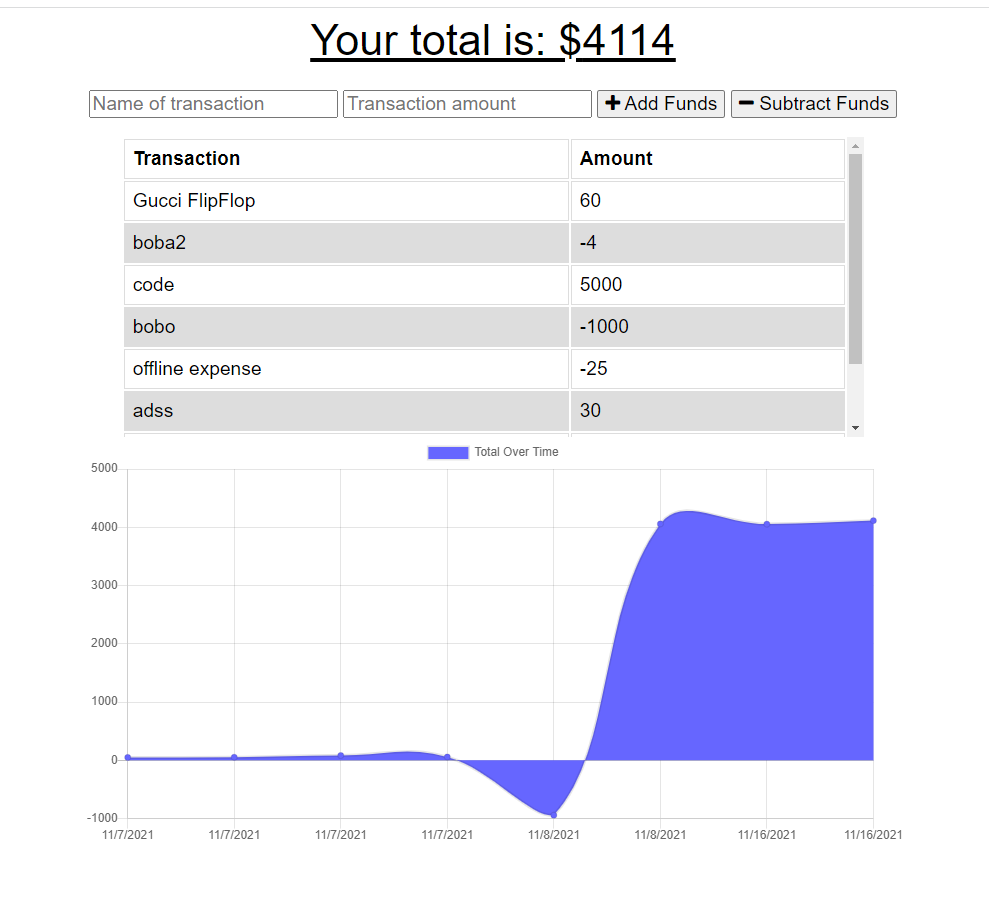 Your total is: $4114
Name of transaction Transaction amount Add Funds Subtract Funds
Transaction Amount
Gucci FlipFlop 60
boba2 -4
code 5000
bobo -1000
offline expense -25
adss 30
Total Over Time
5000
4000
3000
2000
1000
0
-1000
11/7/2021 11/7/2021 11/7/2021 11/7/2021 11/8/2021 11/8/2021 11/16/2021 11/16/2021